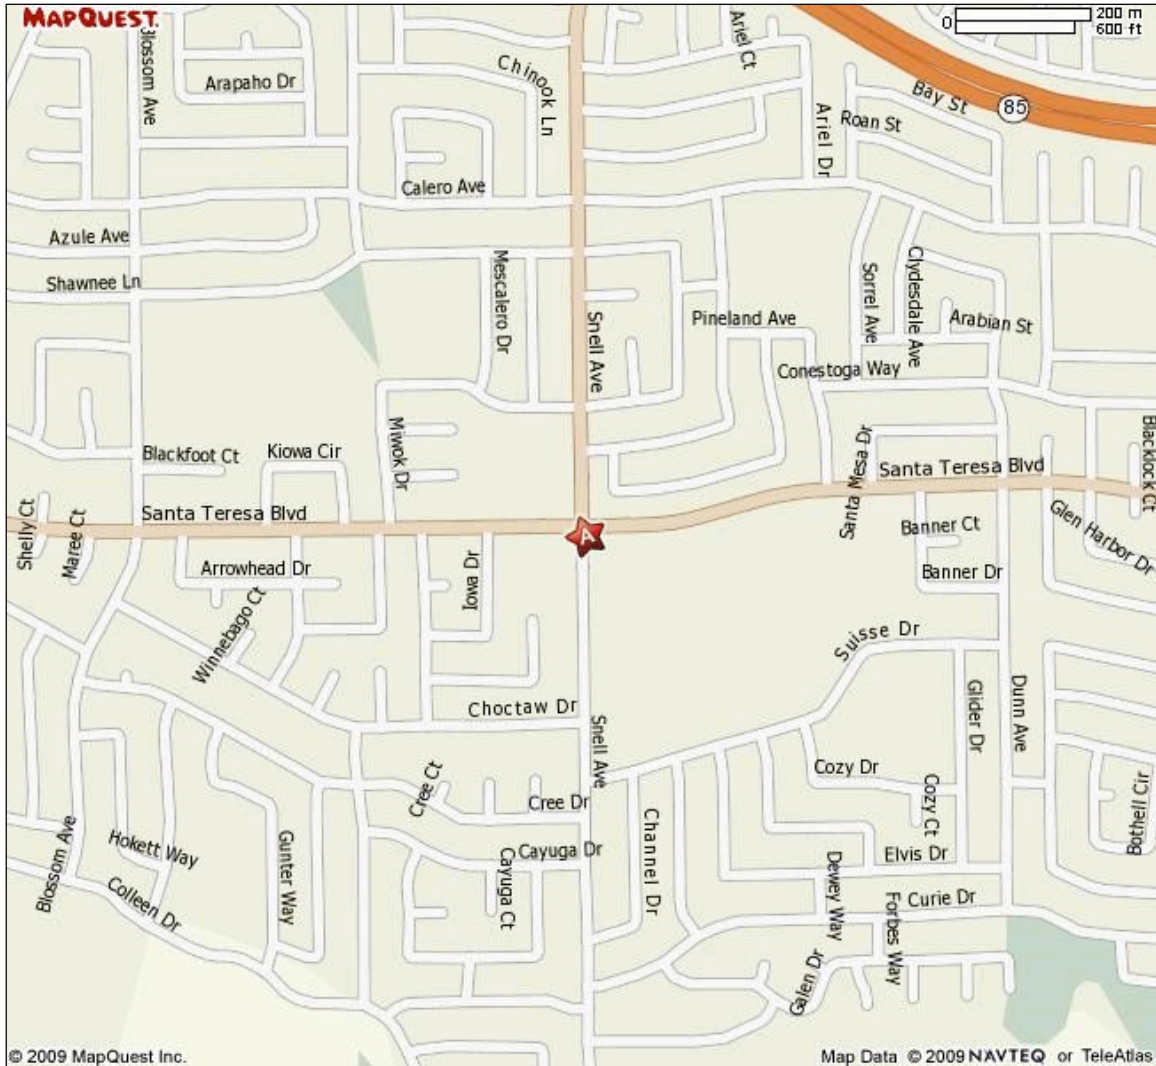 MAPQUEST.
0
200 m
600 ft
Blossom Ave
Arapaho Dr
Chinook Ln
Ariel Ct
Bay St
85
Ariel Dr
Roan St
Calero Ave
Azule Ave
Shawnee Ln
Mescalero Dr
Snell Ave
Sorrel Ave
Clydesdale Ave
Pineland Ave
Arabian St
Conestoga Way
Miwok Dr
Blackfoot Ct
Kiowa Cir
Santa Mesa Dr
Santa Teresa Blvd
Blacklock Ct
Shelly Ct
Maree Ct
Santa Teresa Blvd
A
Banner Ct
Glen Harbor Dr
Arrowhead Dr
Iowa Dr
Banner Dr
Winnebago Ct
Suisse Dr
Choctaw Dr
Snell Ave
Glider Dr
Dunn Ave
Cree Ct
Cree Dr
Cozy Dr
Cozy Ct
Bothell Cir
Blossom Ave
Hokett Way
Gunter Way
Cayuga Dr
Channel Dr
Elvis Dr
Colleen Dr
Cayuga Ct
Dewey Way
Forbes Way
Curie Dr
Galen Dr
© 2009 MapQuest Inc.
Map Data © 2009 NAVTEQ or TeleAtlas